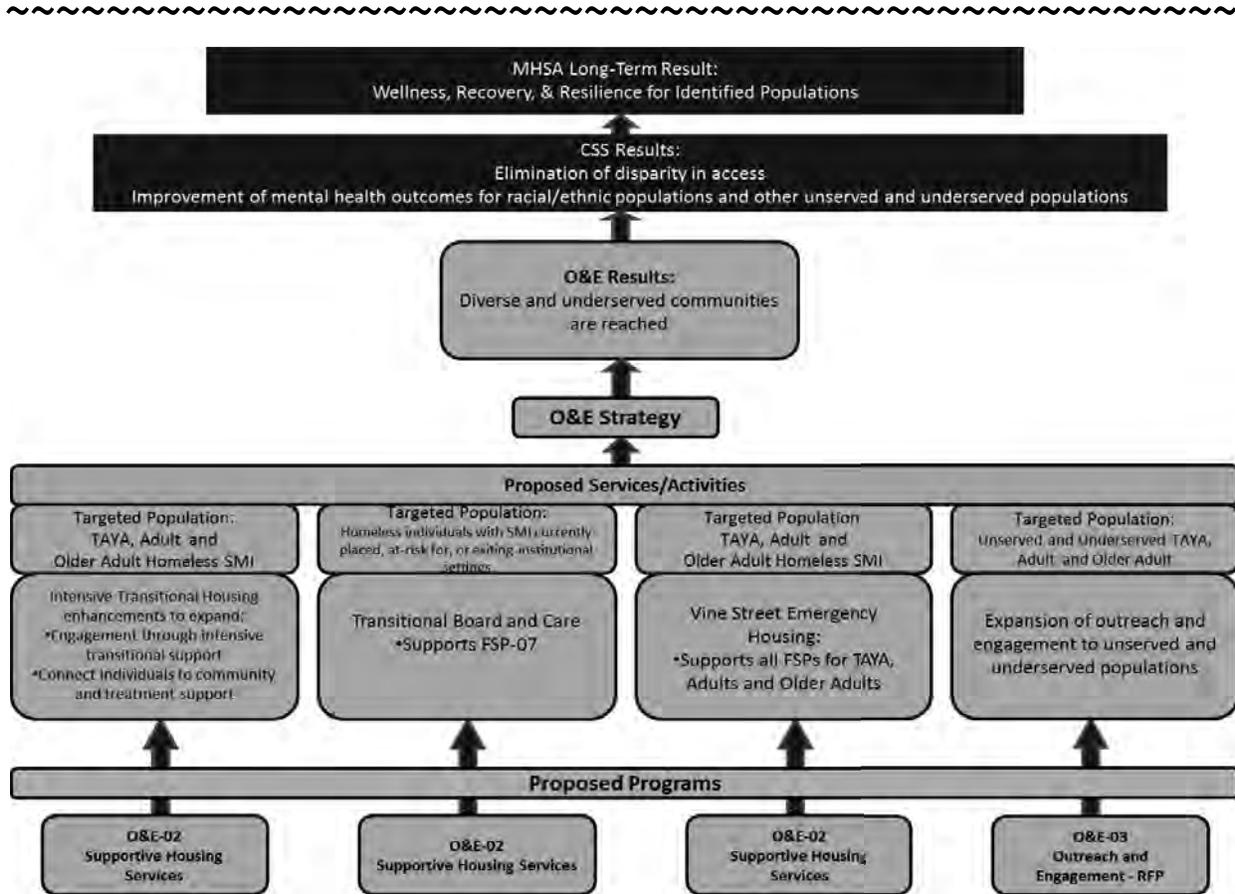 MHSA Long-Term Result:
Wellness, Recovery, & Resilience for Identified Populations
CSS Results:
Elimination of disparity in access
Improvement of mental health outcomes for racial/ethnic populations and other unserved and underserved populations
O&E Results:
Diverse and underserved communities
are reached
O&E Strategy
Proposed Services/Activities
Targeted Population:
TAYA, Adult and
Older Adult Homeless SMI
Intensive Transitional Housing
enhancements to expand:
•Engagement through intensive
transitional support
•Connect individuals to community
and treatment support
Targeted Population:
Homeless individuals with SMI currently
placed, at-risk for, or exiting institutional
settings
Transitional Board and Care
•Supports FSP-07
Targeted Population
TAYA, Adult and
Older Adult Homeless SMI
Vine Street Emergency
Housing:
•Supports all FSPs for TAYA,
Adults and Older Adults
Targeted Population:
Unserved and Underserved TAYA,
Adult and Older Adult
Expansion of outreach and
engagement to unserved and
underserved populations
Proposed Programs
O&E-02
Supportive Housing
Services
O&E-02
Supportive Housing Services
O&E-02
Supportive Housing
Services
O&E-03
Outreach and
Engagement - RFP